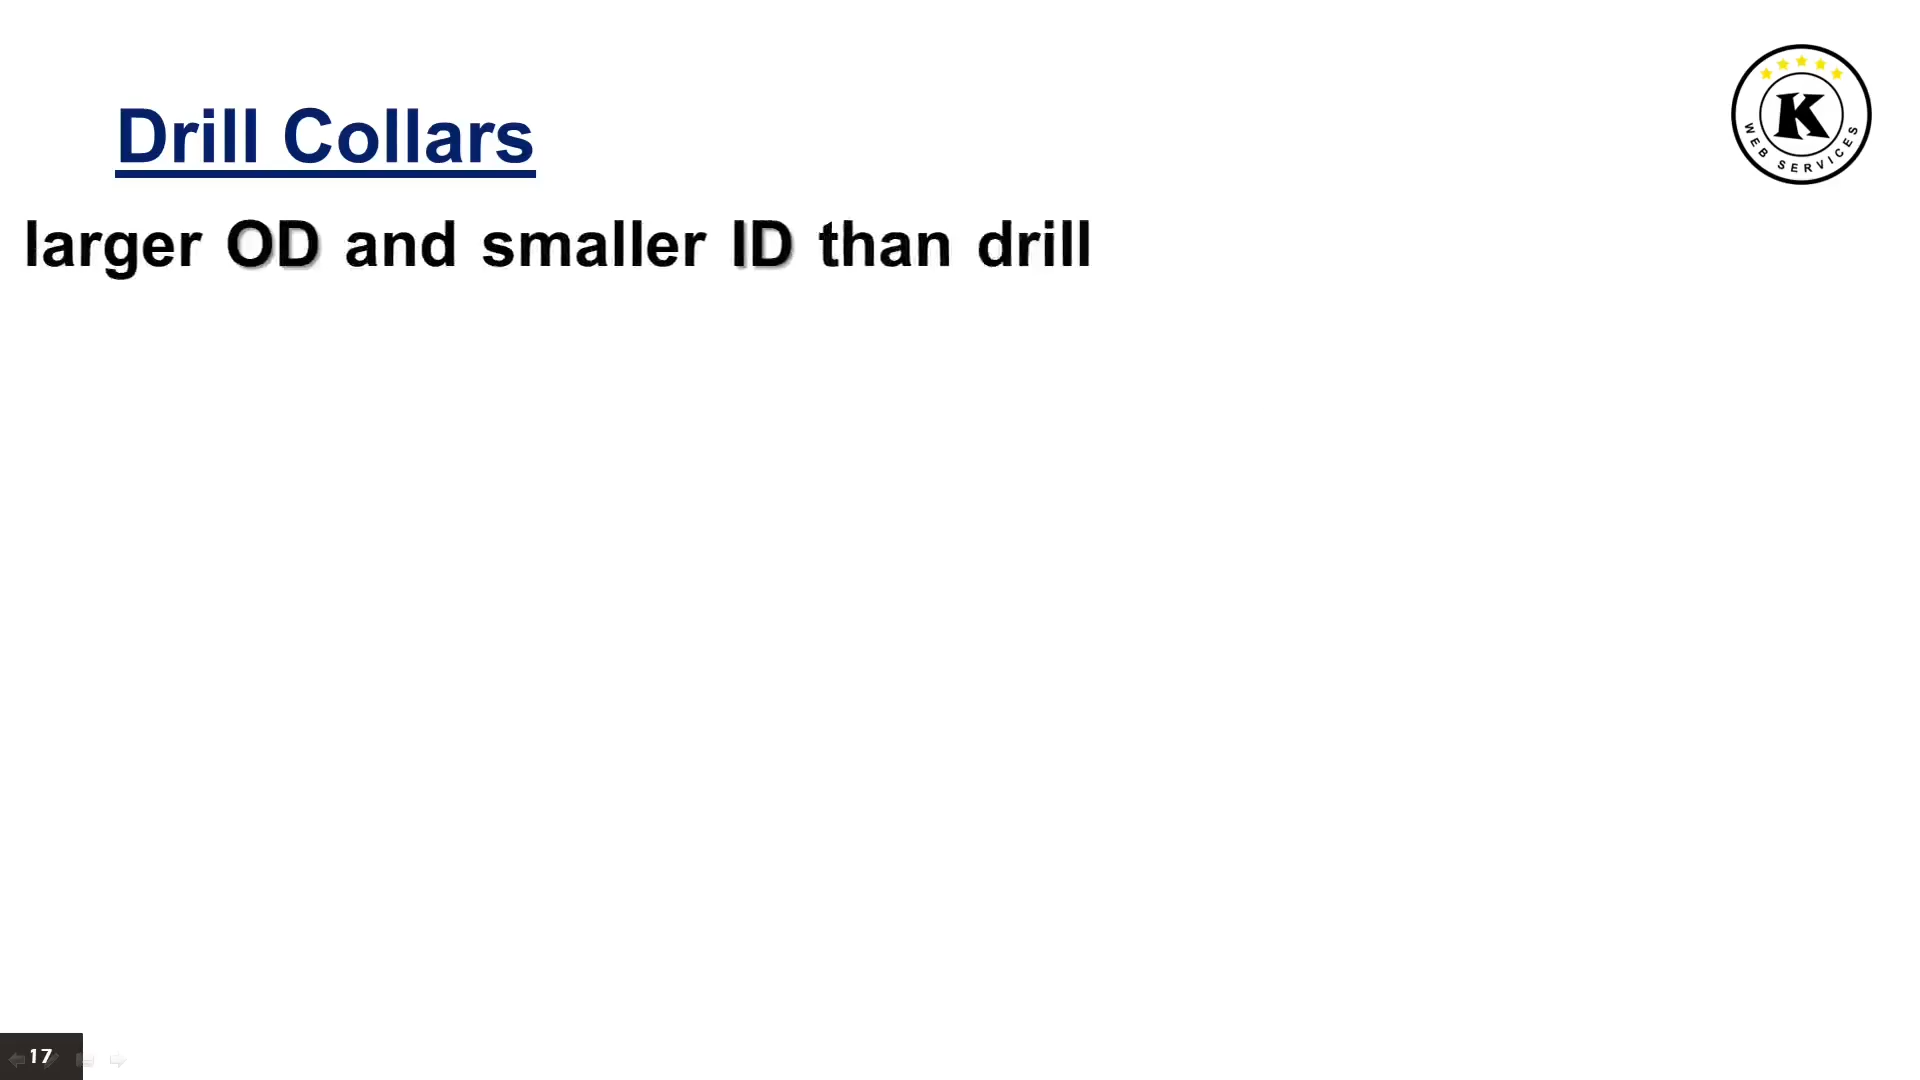 Drill Collars
larger OD and smaller ID than drill
K
WEB SERVICES
17